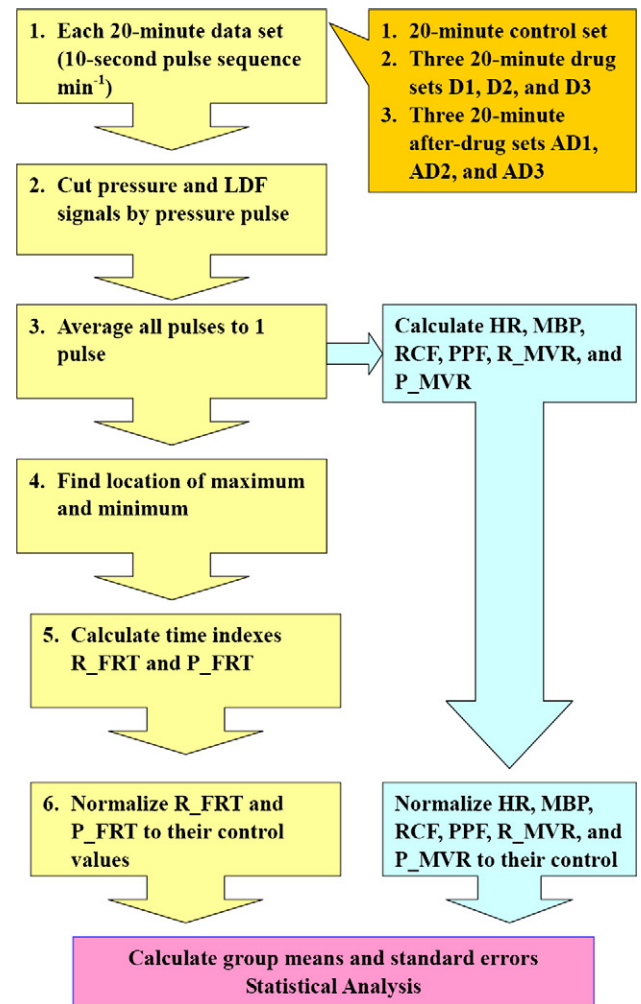 1. Each 20-minute data set
(10-second pulse sequence
min⁻¹)
1. 20-minute control set
2. Three 20-minute drug
sets D1, D2, and D3
3. Three 20-minute
after-drug sets AD1,
AD2, and AD3
2. Cut pressure and LDF
signals by pressure pulse
3. Average all pulses to 1
pulse
Calculate HR, MBP,
RCF, PPF, R_MVR, and
P_MVR
4. Find location of maximum
and minimum
5. Calculate time indexes
R_FRT and P_FRT
6. Normalize R_FRT and
P_FRT to their control
values
Normalize HR, MBP,
RCF, PPF, R_MVR, and
P_MVR to their control
Calculate group means and standard errors
Statistical Analysis